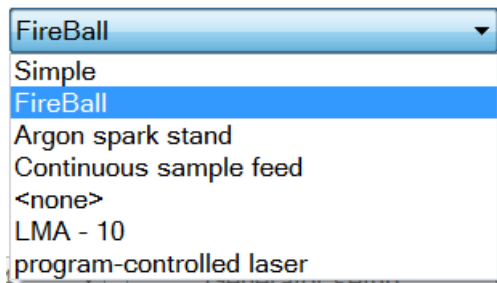 FireBall
Simple
FireBall
Argon spark stand
Continuous sample feed
<none>
LMA - 10
program-controlled laser